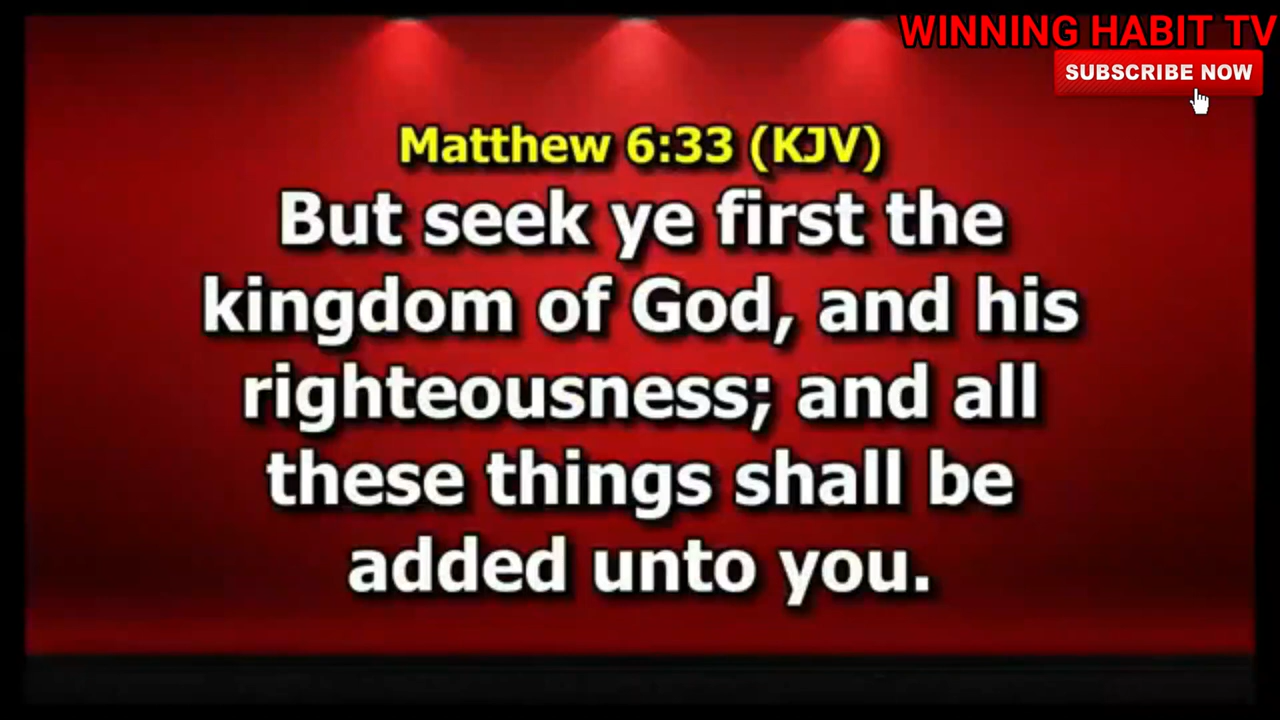 WINNING HABIT TV
SUBSCRIBE NOW
Matthew 6:33 (KJV)
But seek ye first the
kingdom of God, and his
righteousness; and all
these things shall be
added unto you.